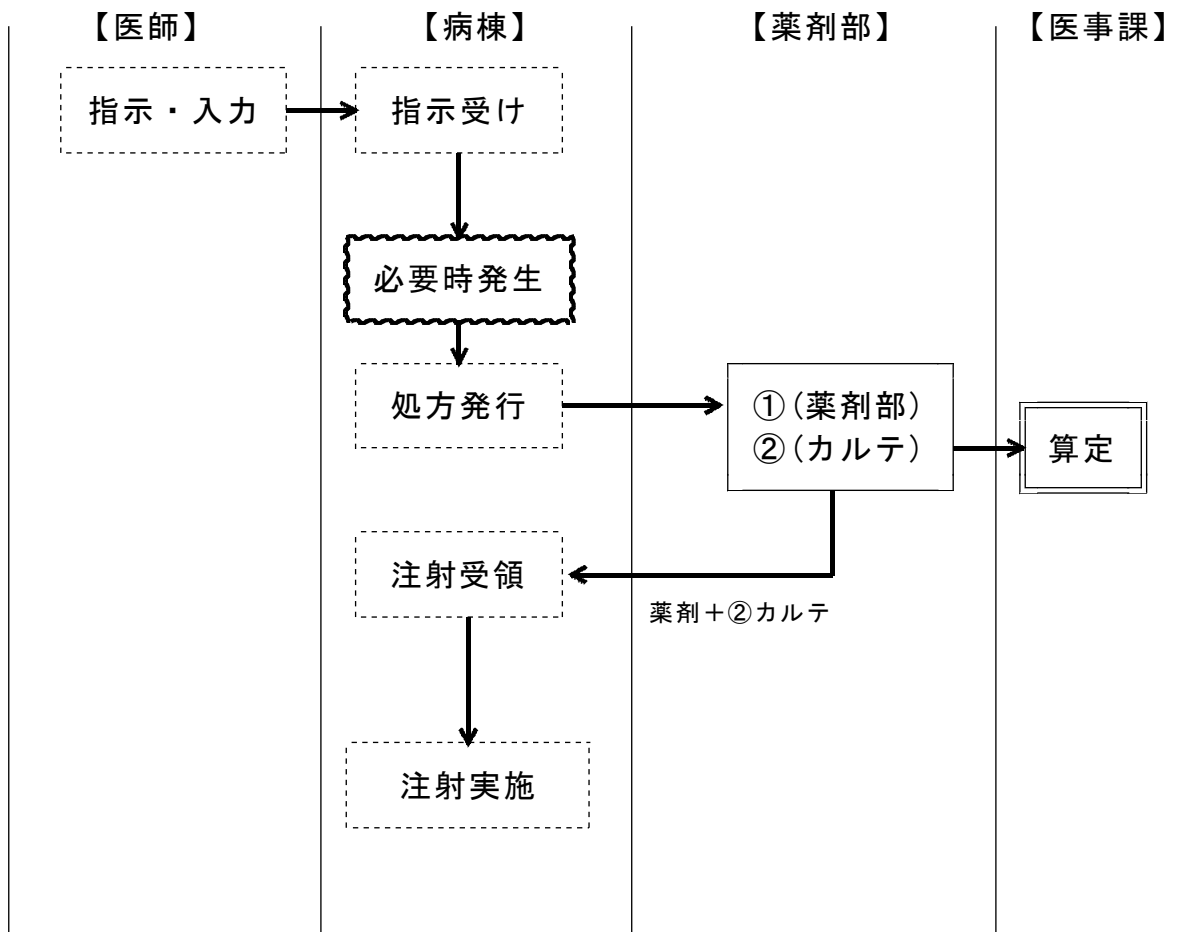 【医師】
【病棟】
【薬剤部】
【医事課】
指示・入力
指示受け
必要時発生
処方発行
①(薬剤部)
②(カルテ)
算定
注射受領
薬剤＋②カルテ
注射実施